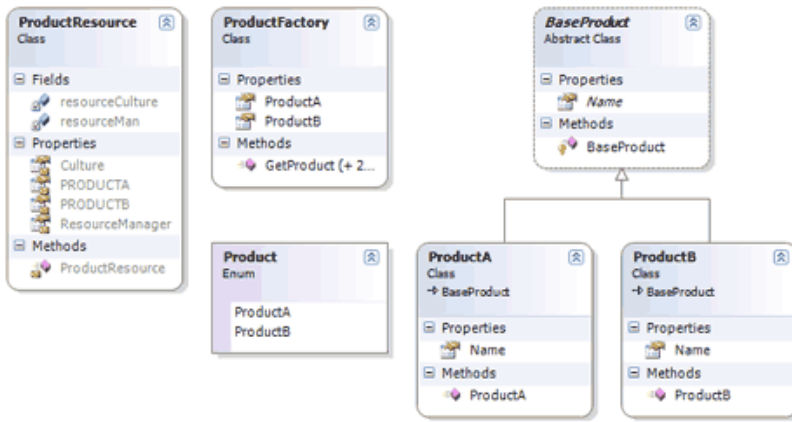 ProductResource
Class
Fields
resourceCulture
resourceMan
Properties
Culture
PRODUCTA
PRODUCTB
ResourceManager
Methods
ProductResource
ProductFactory
Class
Properties
ProductA
ProductB
Methods
GetProduct (+ 2...
BaseProduct
Abstract Class
Properties
Name
Methods
BaseProduct
Product
Enum
ProductA
ProductB
ProductA
Class
BaseProduct
Properties
Name
Methods
ProductA
ProductB
Class
BaseProduct
Properties
Name
Methods
ProductB